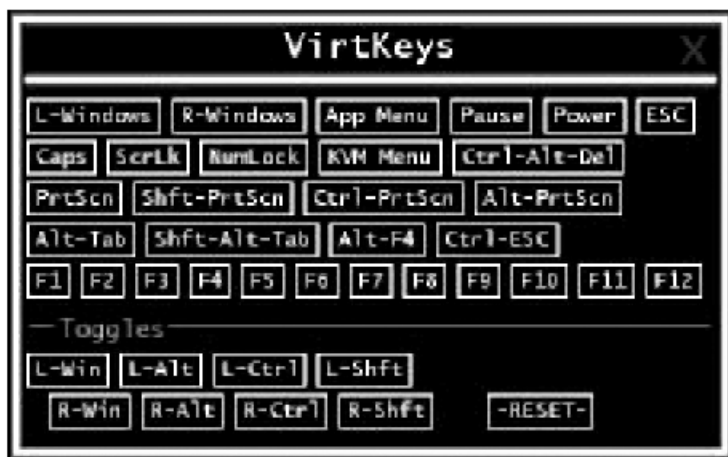 VirtKeys X
L-Windows R-Windows App Menu Pause Power ESC
Caps ScrLk NumLock KVM Menu Ctrl-Alt-Del
PrtScn Shft-PrtScn Ctrl-PrtScn Alt-PrtScn
Alt-Tab Shft-Alt-Tab Alt-F4 Ctrl-ESC
F1 F2 F3 F4 F5 F6 F7 F8 F9 F10 F11 F12
Toggles
L-Win L-Alt L-Ctrl L-Shft
R-Win R-Alt R-Ctrl R-Shft -RESET-